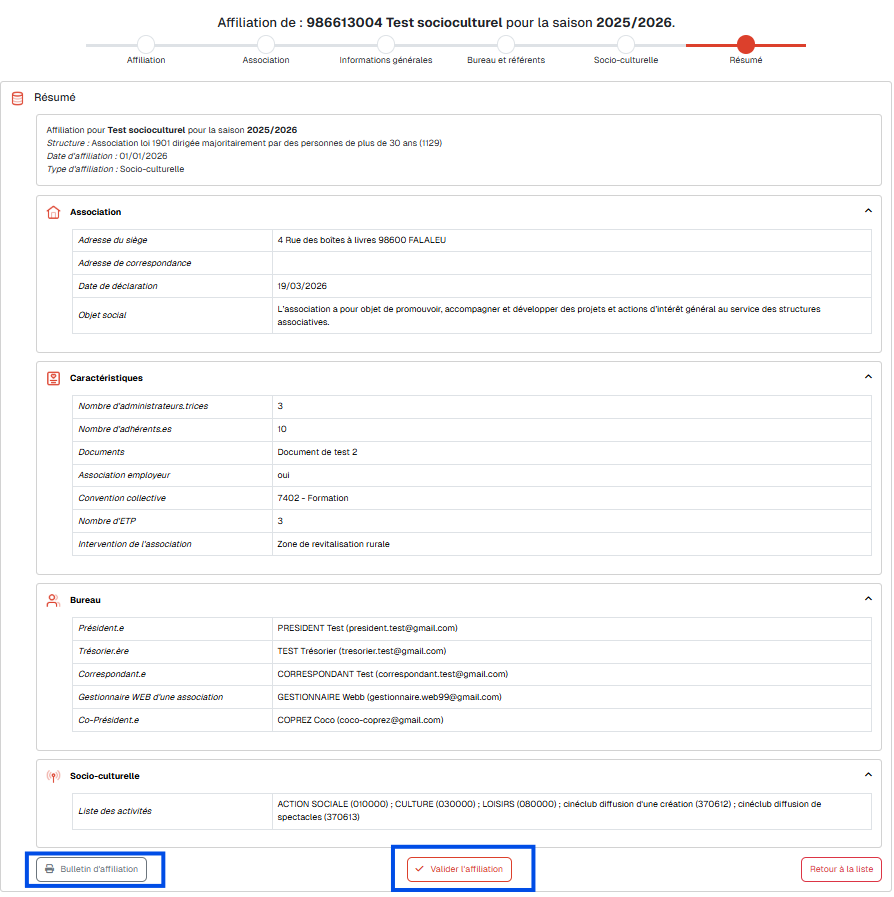 Affiliation de : 986613004 Test socioculturel pour la saison 2025/2026.
Affiliation
Association
Informations générales
Bureau et référents
Socio-culturelle
Résumé
Résumé
Affiliation pour Test socioculturel pour la saison 2025/2026
Structure : Association loi 1901 dirigée majoritairement par des personnes de plus de 30 ans (1129)
Date d'affiliation : 01/01/2026
Type d'affiliation : Socio-culturelle
Association
Adresse du siège 4 Rue des boîtes à livres 98600 FALALEU
Adresse de correspondance
Date de déclaration 19/03/2026
Objet social L'association a pour objet de promouvoir, accompagner et développer des projets et actions d'intérêt général au service des structures
associatives.
Caractéristiques
Nombre d'administrateurs.trices 3
Nombre d'adhérents.es 10
Documents Document de test 2
Association employeur oui
Convention collective 7402 - Formation
Nombre d'ETP 3
Intervention de l'association Zone de revitalisation rurale
Bureau
Président.e PRESIDENT Test (president.test@gmail.com)
Trésorier.ère TEST Trésorier (tresorier.test@gmail.com)
Correspondant.e CORRESPONDANT Test (correspondant.test@gmail.com)
Gestionnaire WEB d'une association GESTIONNAIRE Webb (gestionnaire.web99@gmail.com)
Co-Président.e COPREZ Coco (coco-coprez@gmail.com)
Socio-culturelle
Liste des activités ACTION SOCIALE (010000) ; CULTURE (030000) ; LOISIRS (080000) ; cinéclub diffusion d'une création (370612) ; cinéclub diffusion de
spectacles (370613)
Bulletin d'affiliation
Valider l'affiliation
Retour à la liste